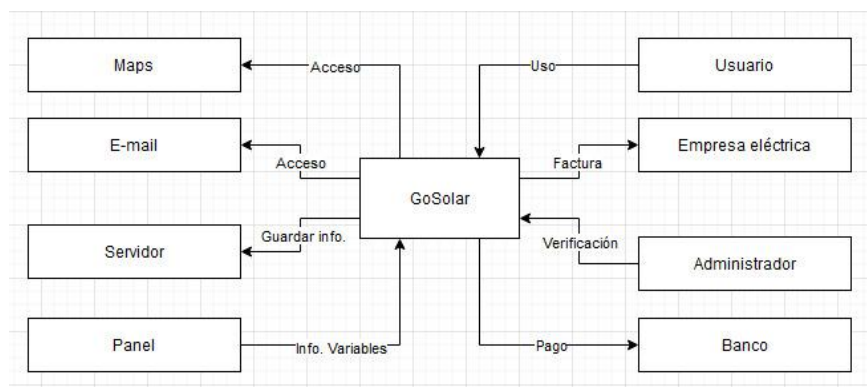 Maps
Acceso
Uso
Usuario
E-mail
Acceso
Factura
Empresa eléctrica
GoSolar
Servidor
Guardar info.
Verificación
Administrador
Panel
Info. Variables
Pago
Banco